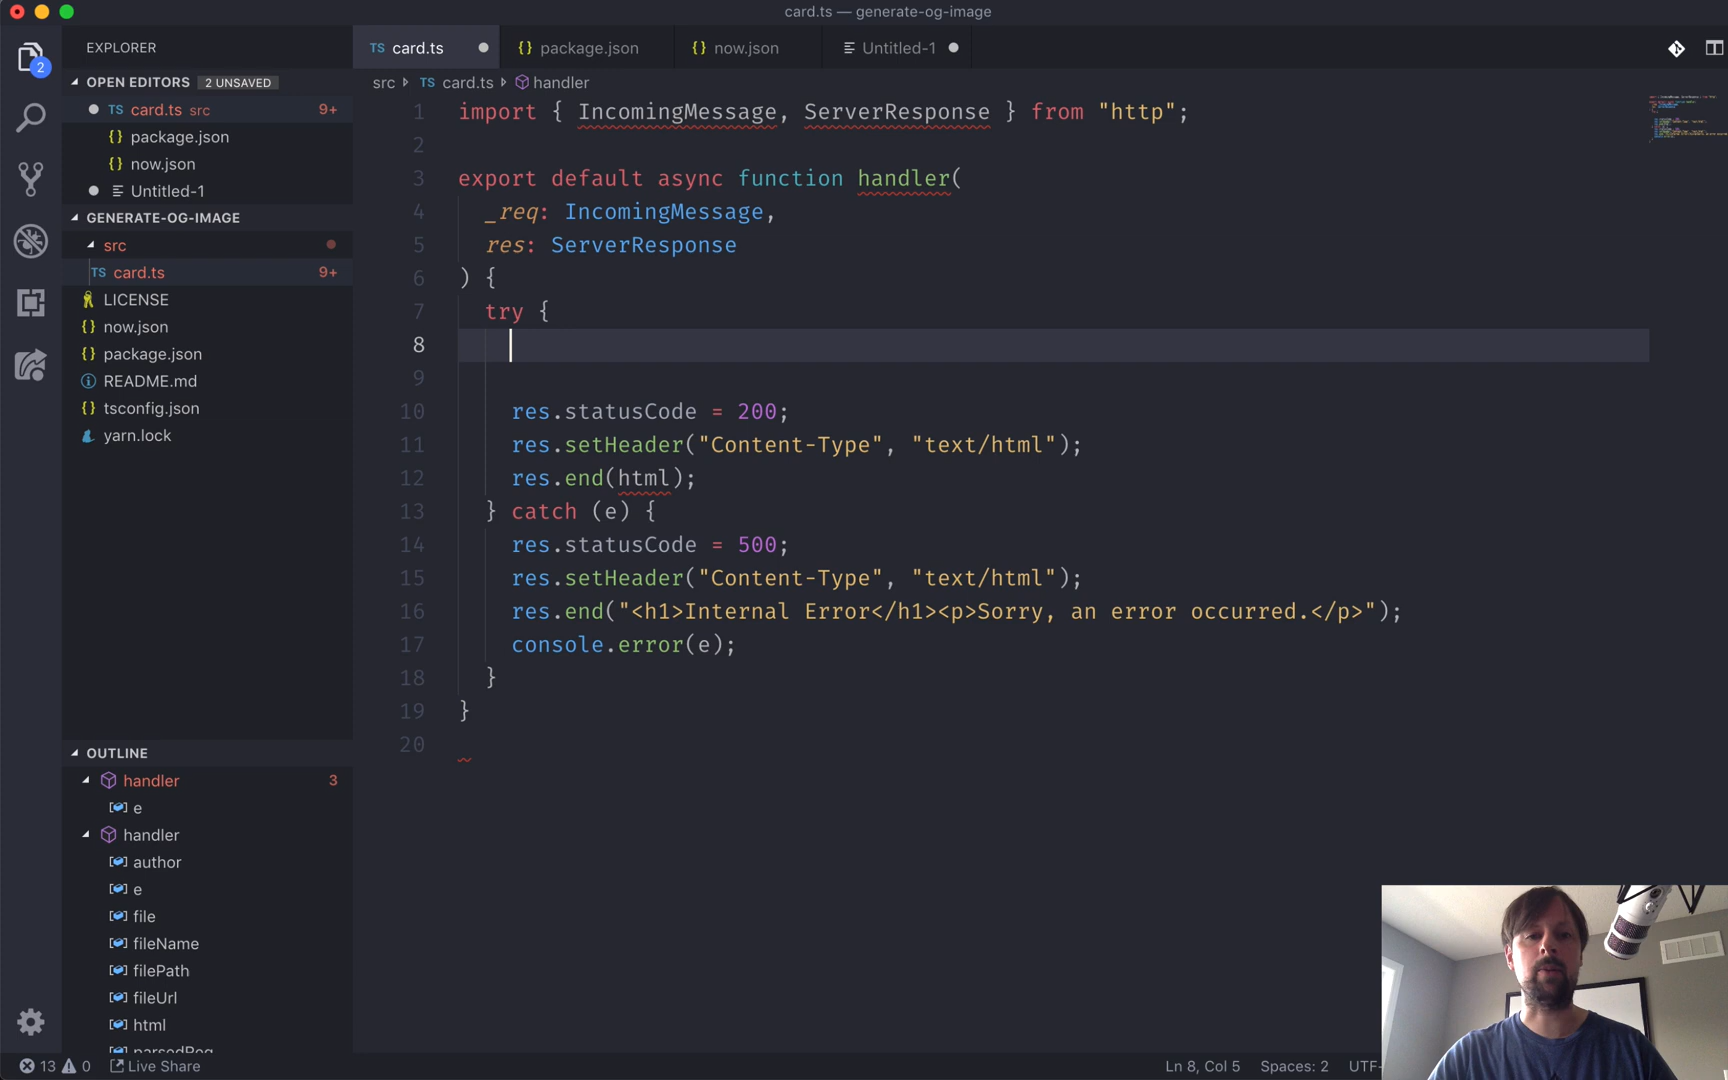 card.ts — generate-og-image
2
EXPLORER
OPEN EDITORS 2 UNSAVED
TS card.ts src 9+
{} package.json
{} now.json
Untitled-1
GENERATE-OG-IMAGE
src
TS card.ts 9+
LICENSE
{} now.json
{} package.json
README.md
{} tsconfig.json
yarn.lock
OUTLINE
handler 3
e
handler
author
e
file
fileName
filePath
fileUrl
html
parsedReq
TS card.ts
{} package.json
{} now.json
Untitled-1
src TS card.ts handler
1 import { IncomingMessage, ServerResponse } from "http";
2
3 export default async function handler(
4 _req: IncomingMessage,
5 res: ServerResponse
6 ) {
7 try {
8
9
10 res.statusCode = 200;
11 res.setHeader("Content-Type", "text/html");
12 res.end(html);
13 } catch (e) {
14 res.statusCode = 500;
15 res.setHeader("Content-Type", "text/html");
16 res.end("<h1>Internal Error</h1><p>Sorry, an error occurred.</p>");
17 console.error(e);
18 }
19 }
20
13 0 Live Share
Ln 8, Col 5 Spaces: 2 UTF-